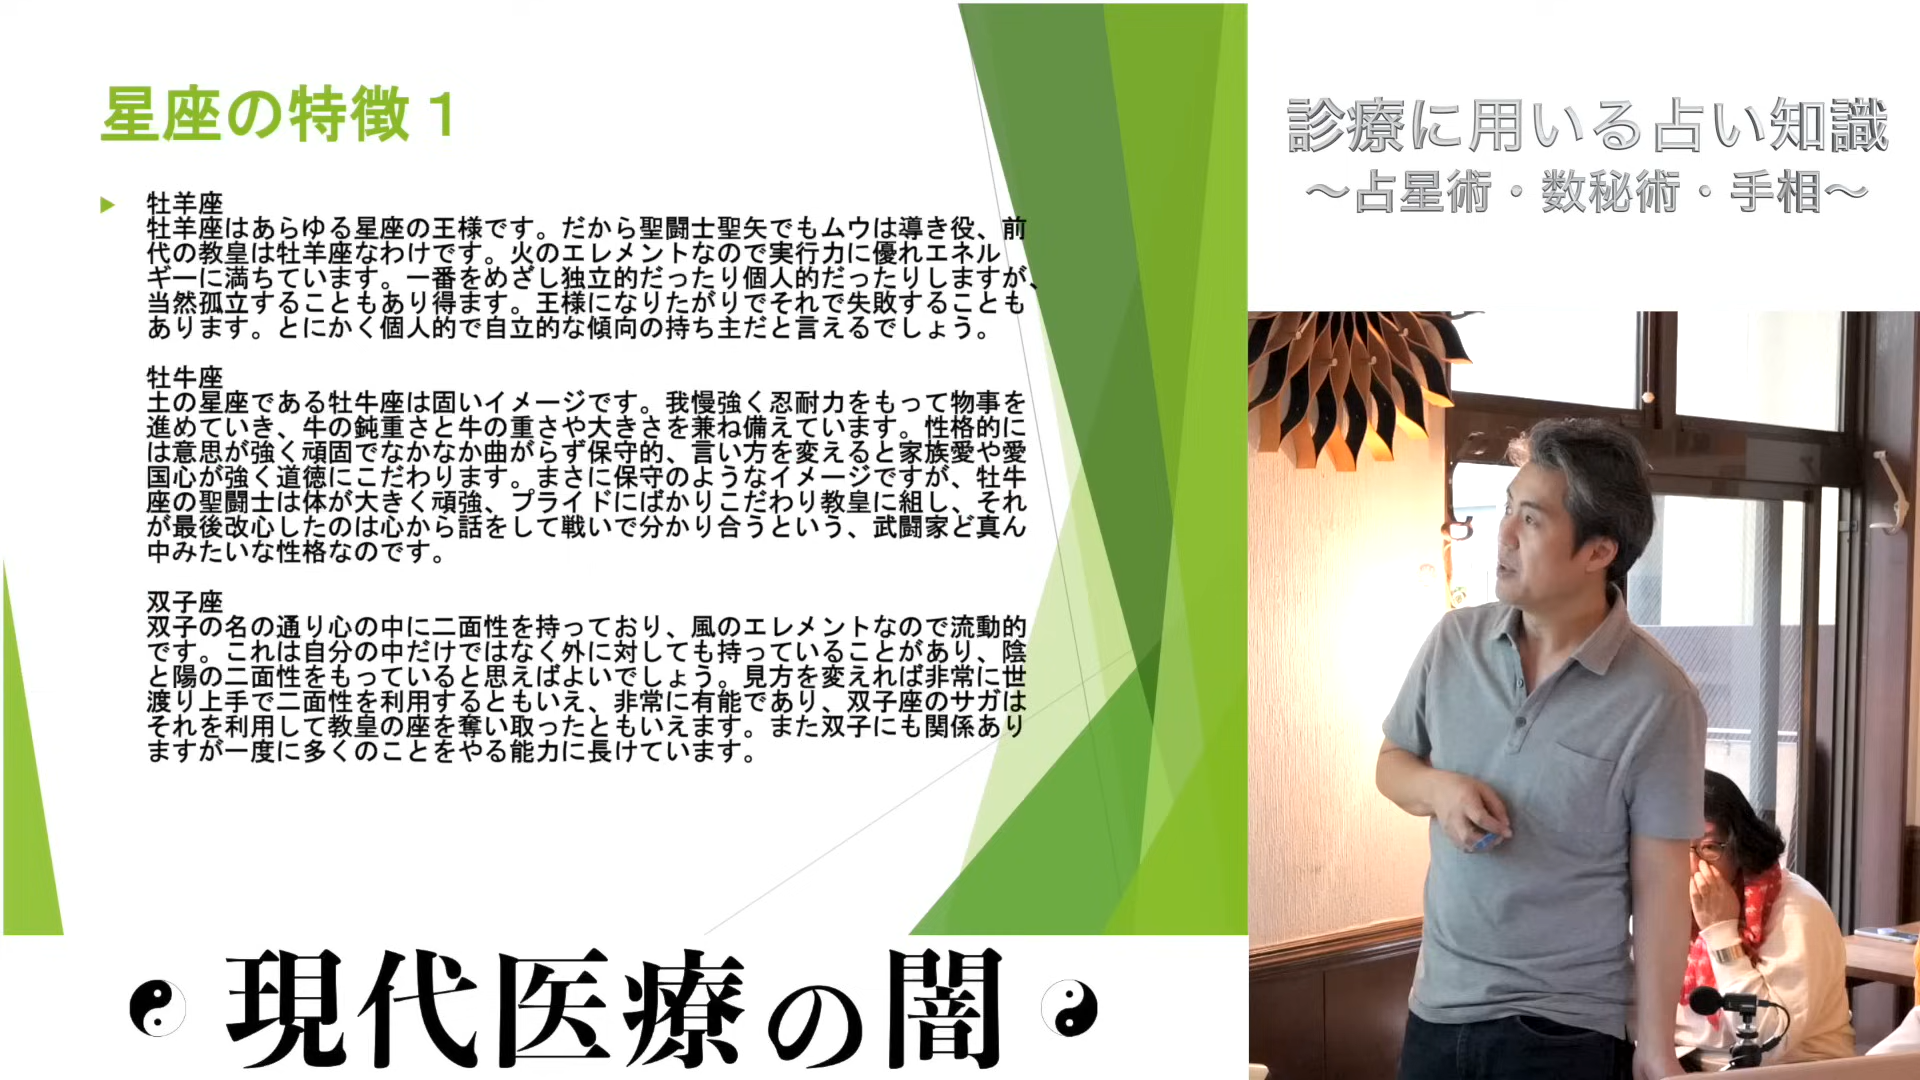 星座の特徴１
牡羊座
牡羊座はあらゆる星座の王様です。だから聖闘士聖矢でもムウは導き役、前
代の教皇は牡羊座なわけです。火のエレメントなので実行力に優れエネル
ギーに満ちています。一番をめざし独立的だったり個人的だったりしますが、
当然孤立することもあり得ます。王様になりたがりでそれで失敗することも
あります。とにかく個人的で自立的な傾向の持ち主だと言えるでしょう。
牡牛座
土の星座である牡牛座は固いイメージです。我慢強く忍耐力をもって物事を
進めていき、牛の鈍重さと牛の重さや大きさを兼ね備えています。性格的に
は意思が強く頑固でなかなか曲がらず保守的、言い方を変えると家族愛や愛
国心が強く道徳にこだわります。まさに保守のようなイメージですが、牡牛
座の聖闘士は体が大きく頑強、プライドにばかりこだわり教皇に組し、それ
が最後改心したのは心から話をして戦いで分かり合うという、武闘家ど真ん
中みたいな性格なのです。
双子座
双子の名の通り心の中に二面性を持っており、風のエレメントなので流動的
です。これは自分の中だけではなく外に対しても持っていることがあり、陰
と陽の二面性をもっていると思えばよいでしょう。見方を変えれば非常に世
渡り上手で二面性を利用するともいえ、非常に有能であり、双子座のサガは
それを利用して教皇の座を奪い取ったともいえます。また双子にも関係あり
ますが一度に多くのことをやる能力に長けています。
診療に用いる占い知識
～占星術・数秘術・手相～
現代医療の闇